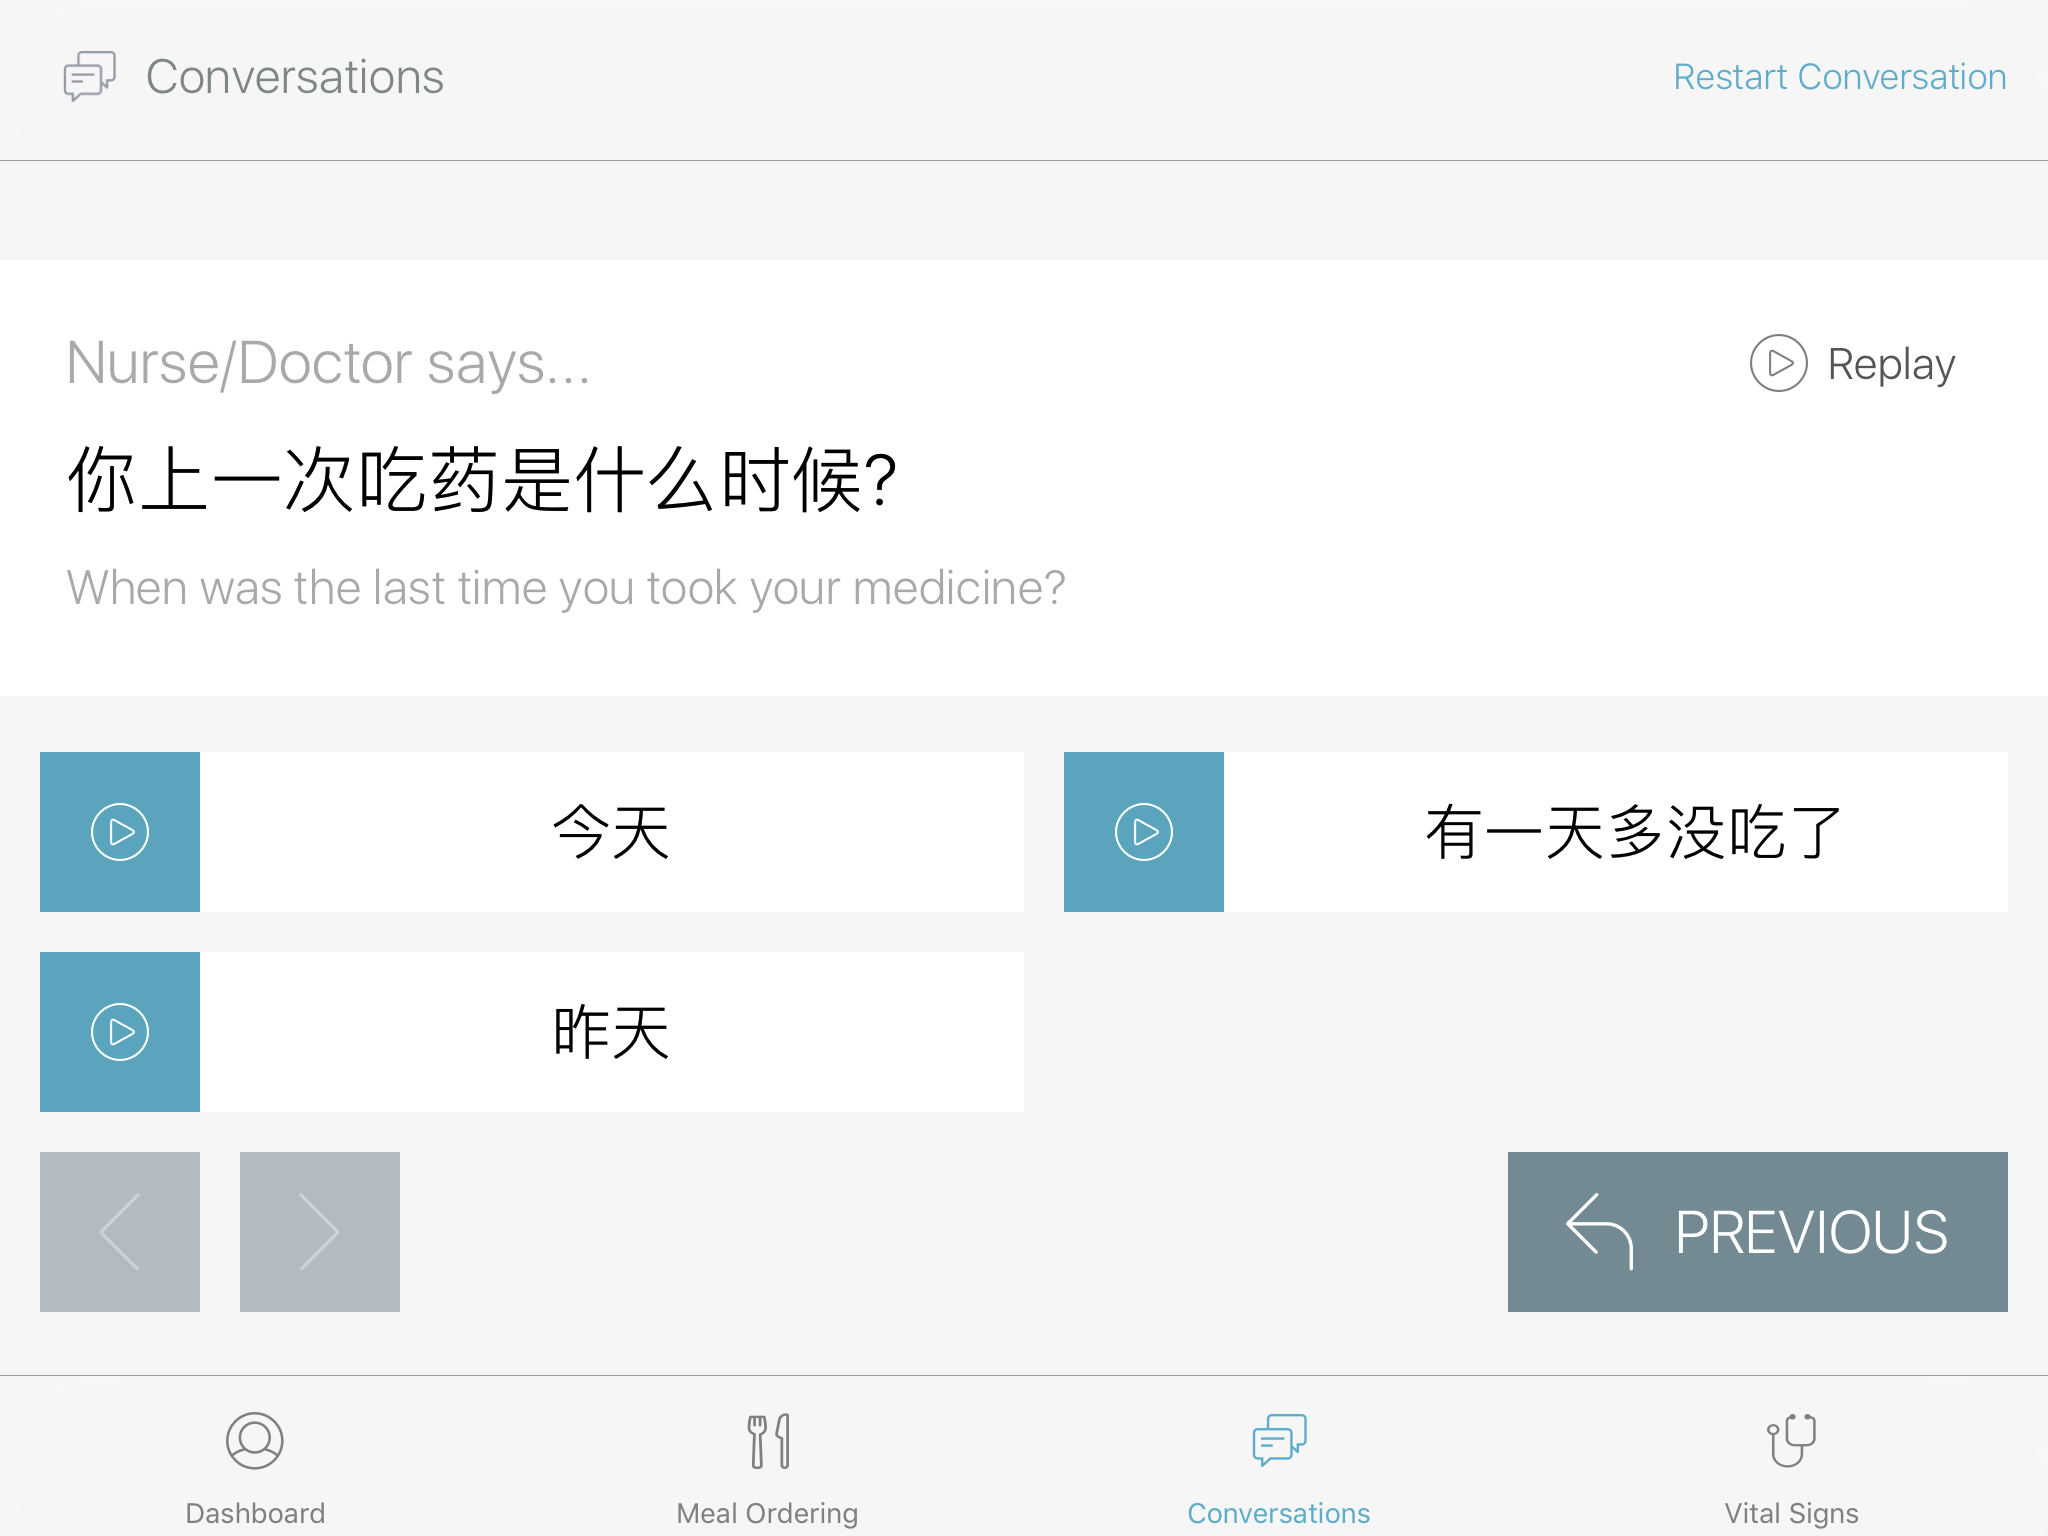 Conversations
Restart Conversation
Nurse/Doctor says...
Replay
你上一次吃药是什么时候?
When was the last time you took your medicine?
今天
有一天多没吃了
昨天
PREVIOUS
Dashboard
Meal Ordering
Conversations
Vital Signs